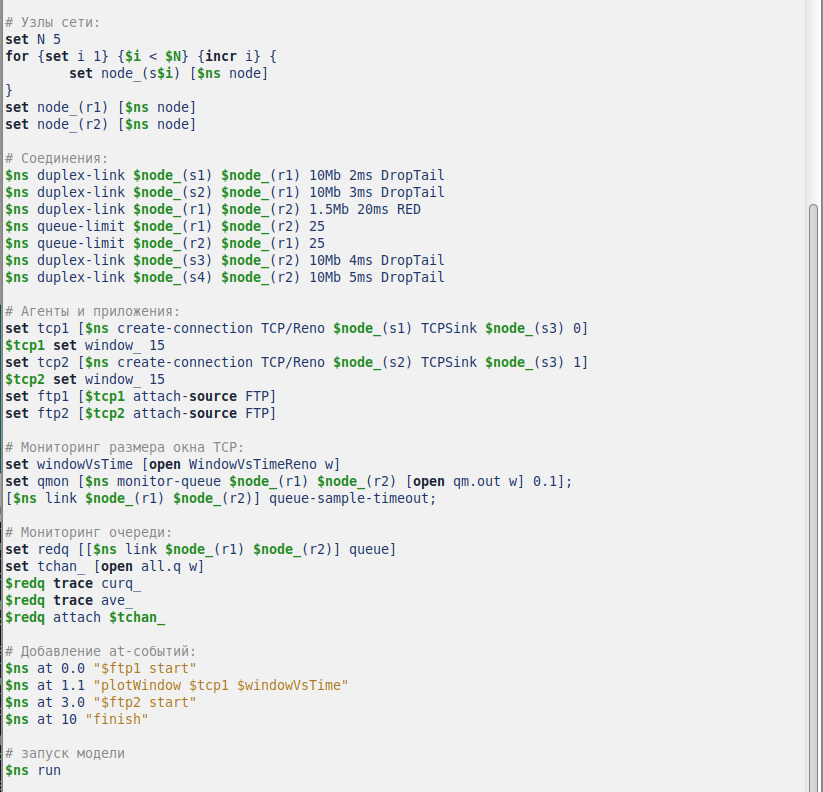 # Узлы сети:
set N 5
for {set i 1} {$i < $N} {incr i} {
        set node_(s$i) [$ns node]
}
set node_(r1) [$ns node]
set node_(r2) [$ns node]

# Соединения:
$ns duplex-link $node_(s1) $node_(r1) 10Mb 2ms DropTail
$ns duplex-link $node_(s2) $node_(r1) 10Mb 3ms DropTail
$ns duplex-link $node_(r1) $node_(r2) 1.5Mb 20ms RED
$ns queue-limit $node_(r1) $node_(r2) 25
$ns queue-limit $node_(r2) $node_(r1) 25
$ns duplex-link $node_(s3) $node_(r2) 10Mb 4ms DropTail
$ns duplex-link $node_(s4) $node_(r2) 10Mb 5ms DropTail

# Агенты и приложения:
set tcp1 [$ns create-connection TCP/Reno $node_(s1) TCPSink $node_(s3) 0]
$tcp1 set window_ 15
set tcp2 [$ns create-connection TCP/Reno $node_(s2) TCPSink $node_(s3) 1]
$tcp2 set window_ 15
set ftp1 [$tcp1 attach-source FTP]
set ftp2 [$tcp2 attach-source FTP]

# Мониторинг размера окна TCP:
set windowVsTime [open WindowVsTimeReno w]
set qmon [$ns monitor-queue $node_(r1) $node_(r2) [open qm.out w] 0.1];
[$ns link $node_(r1) $node_(r2)] queue-sample-timeout;

# Мониторинг очереди:
set redq [[$ns link $node_(r1) $node_(r2)] queue]
set tchan_ [open all.q w]
$redq trace curq_
$redq trace ave_
$redq attach $tchan_

# Добавление at-событий:
$ns at 0.0 "$ftp1 start"
$ns at 1.1 "plotWindow $tcp1 $windowVsTime"
$ns at 3.0 "$ftp2 start"
$ns at 10 "finish"

# запуск модели
$ns run